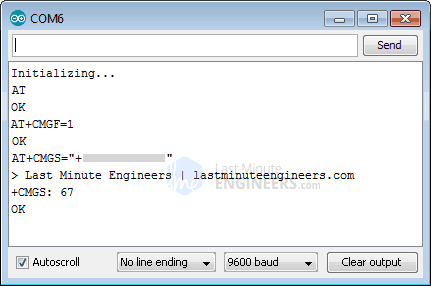 COM6
Send
Initializing...
AT
OK
AT+CMGF=1
OK
AT+CMGS="+ "
> Last Minute Engineers | lastminuteengineers.com
+CMGS: 67
OK
Last Minute
ENGINEERS.com
Autoscroll
No line ending
9600 baud
Clear output